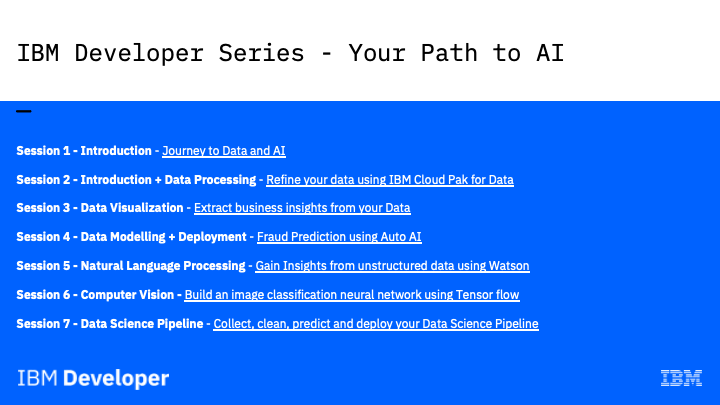 IBM Developer Series - Your Path to AI
Session 1 - Introduction - Journey to Data and AI
Session 2 - Introduction + Data Processing - Refine your data using IBM Cloud Pak for Data
Session 3 - Data Visualization - Extract business insights from your Data
Session 4 - Data Modelling + Deployment - Fraud Prediction using Auto AI
Session 5 - Natural Language Processing - Gain Insights from unstructured data using Watson
Session 6 - Computer Vision - Build an image classification neural network using Tensor flow
Session 7 - Data Science Pipeline - Collect, clean, predict and deploy your Data Science Pipeline
IBM Developer
IBM